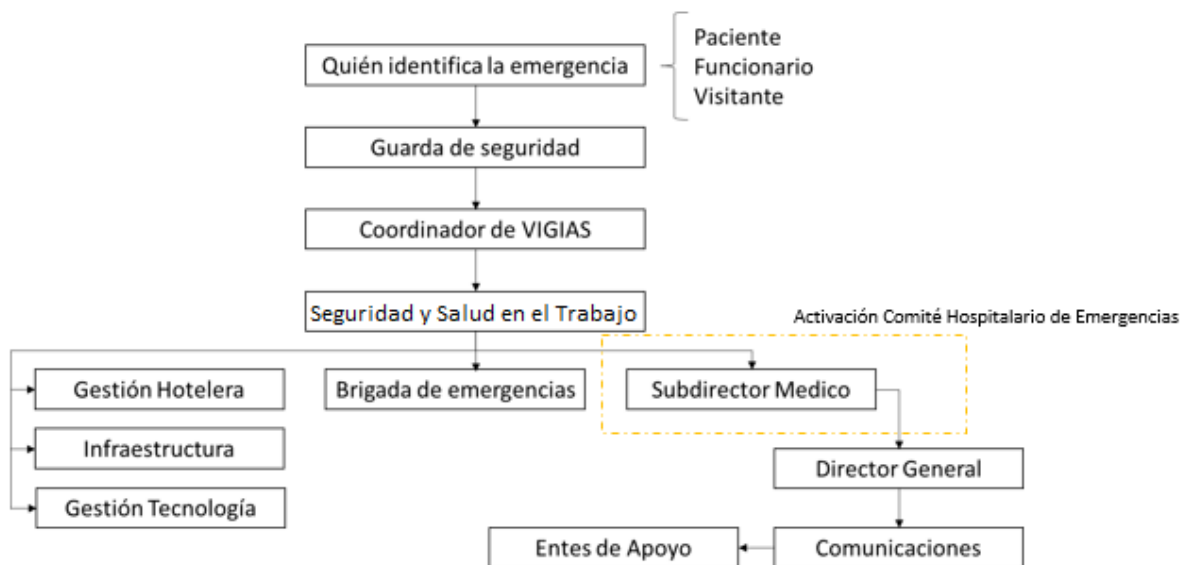 Quién identifica la emergencia
Paciente
Funcionario
Visitante
Guarda de seguridad
Coordinador de VIGIAS
Seguridad y Salud en el Trabajo
Activación Comité Hospitalario de Emergencias
Gestión Hotelera
Brigada de emergencias
Subdirector Medico
Infraestructura
Director General
Gestión Tecnología
Entes de Apoyo
Comunicaciones